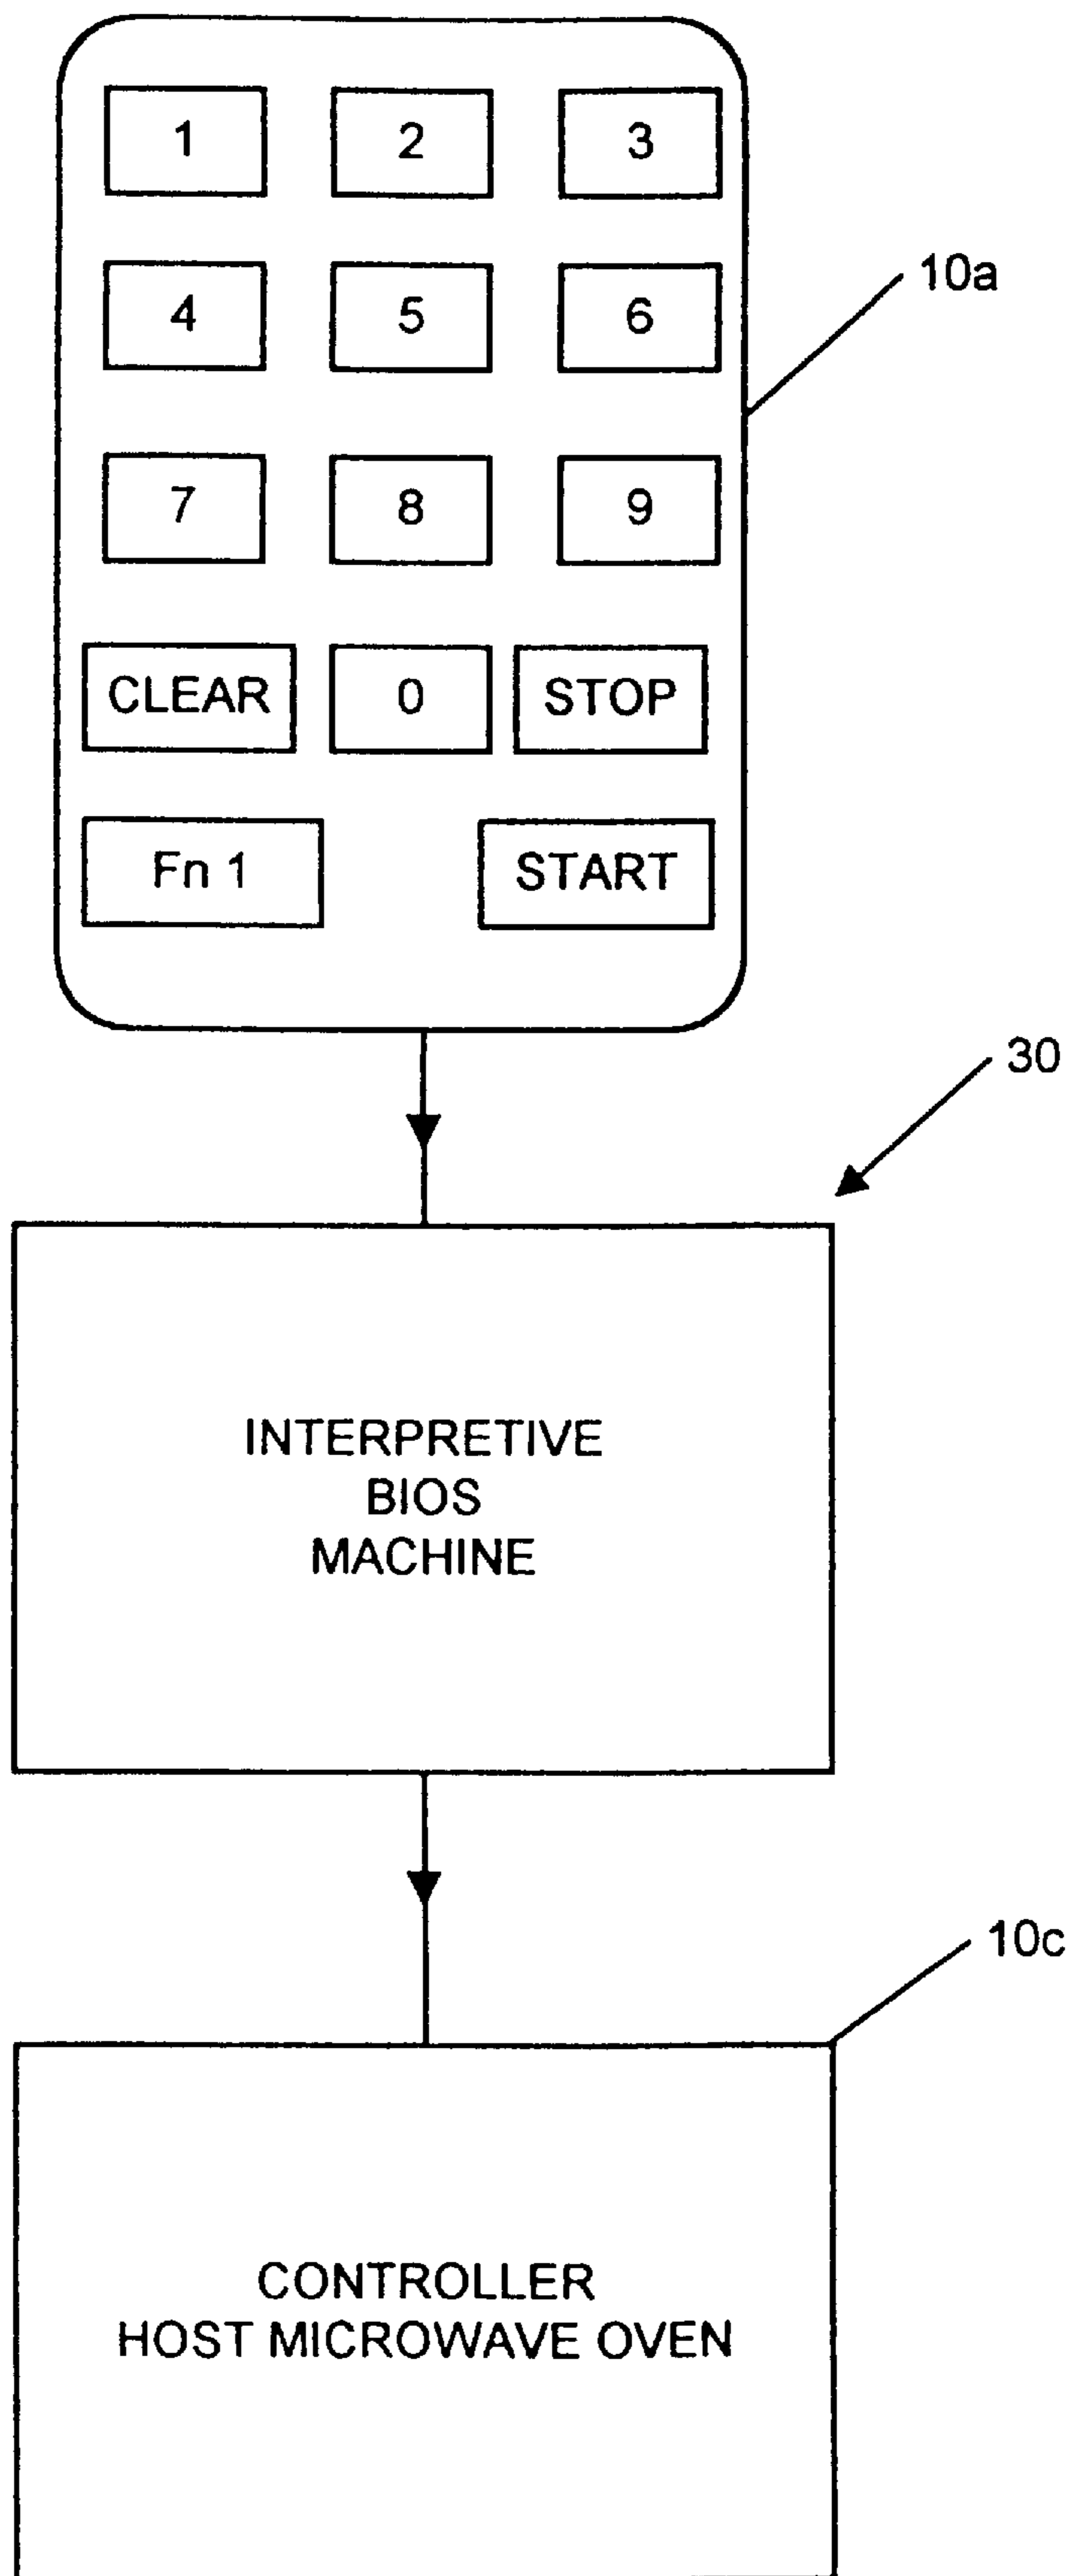 1 2 3
10a
4 5 6
7 8 9
CLEAR 0 STOP
Fn 1 START
30
INTERPRETIVE
BIOS
MACHINE
10c
CONTROLLER
HOST MICROWAVE OVEN